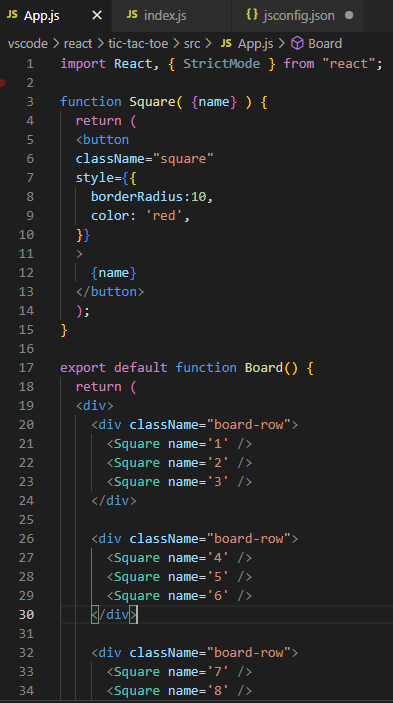 JS App.js × JS index.js {} jsconfig.json ●
vscode > react > tic-tac-toe > src > JS App.js > Board
1 import React, { StrictMode } from "react";
2
3 function Square( {name} ) {
4 return (
5 <button
6 className="square"
7 style={{
8 borderRadius:10,
9 color: 'red',
10 }}
11 >
12 {name}
13 </button>
14 );
15 }
16
17 export default function Board() {
18 return (
19 <div>
20 <div className="board-row">
21 <Square name='1' />
22 <Square name='2' />
23 <Square name='3' />
24 </div>
25
26 <div className="board-row">
27 <Square name='4' />
28 <Square name='5' />
29 <Square name='6' />
30 </div>
31
32 <div className="board-row">
33 <Square name='7' />
34 <Square name='8' />